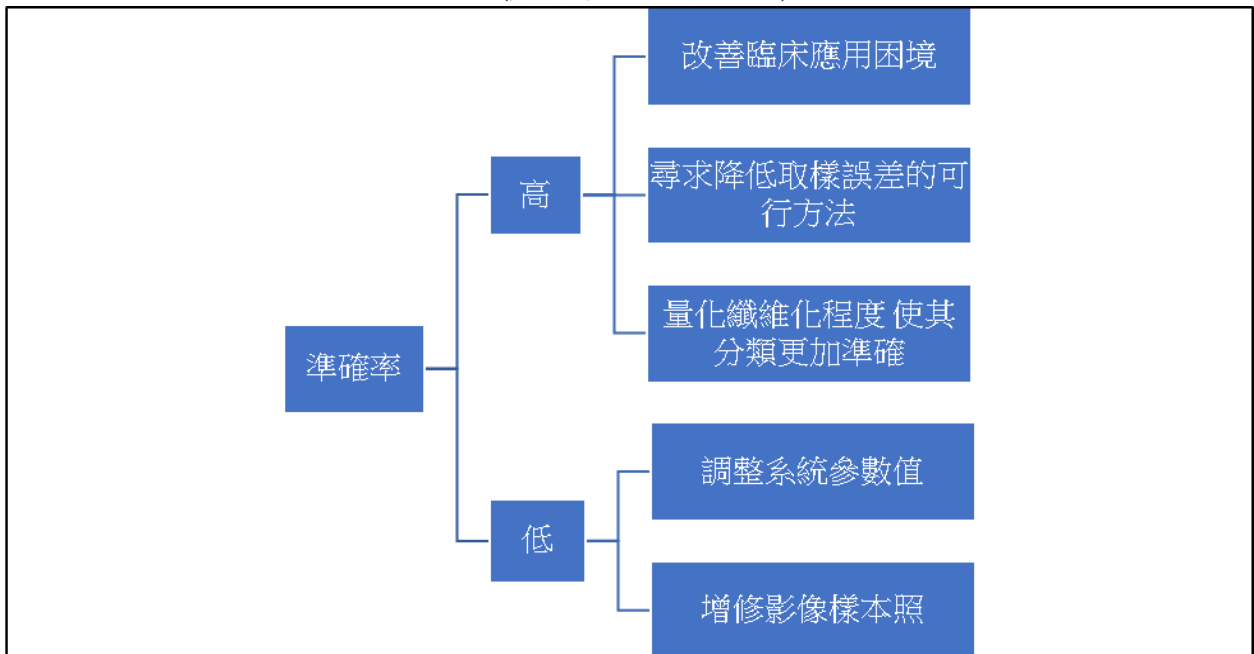 改善臨床應用困境
尋求降低取樣誤差的可
行方法
高
量化纖維化程度 使其
分類更加準確
準確率
調整系統參數值
低
增修影像樣本照